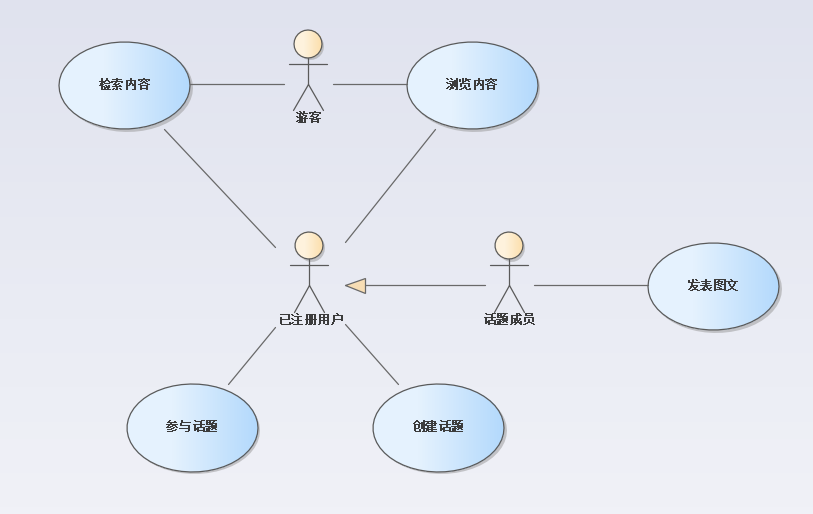 检索内容
浏览内容
游客
发表图文
已注册用户
话题成员
参与话题
创建话题